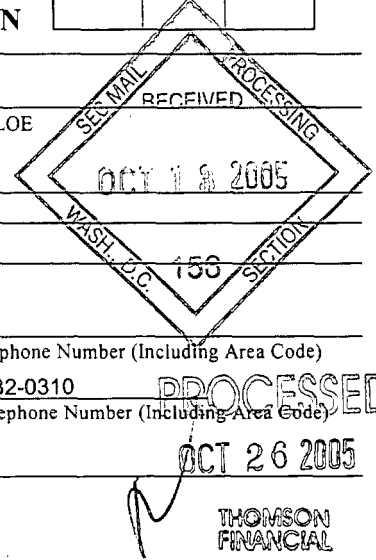 N
LOE
SEC MAIL
RECEIVED
PROCESSING
OCT 18 2005
WASH., D.C.
SECTION
phone Number (Including Area Code)
32-0310
PROCESSED
ephone Number (Including Area Code)
OCT 26 2005
THOMSON
FINANCIAL